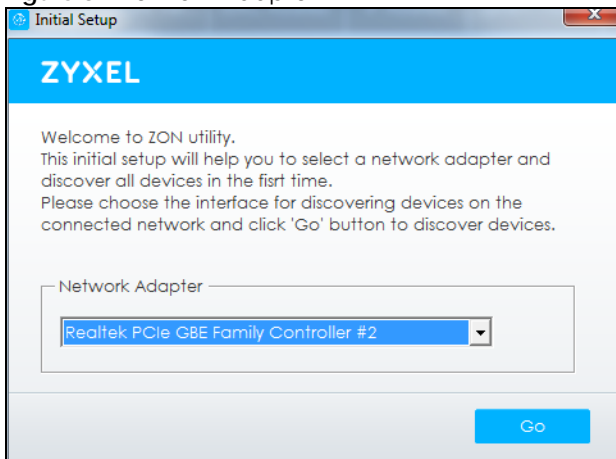 Initial Setup
ZYXEL
Welcome to ZON utility.
This initial setup will help you to select a network adapter and
discover all devices in the fisrt time.
Please choose the interface for discovering devices on the
connected network and click 'Go' button to discover devices.
Network Adapter
Realtek PCIe GBE Family Controller #2
Go